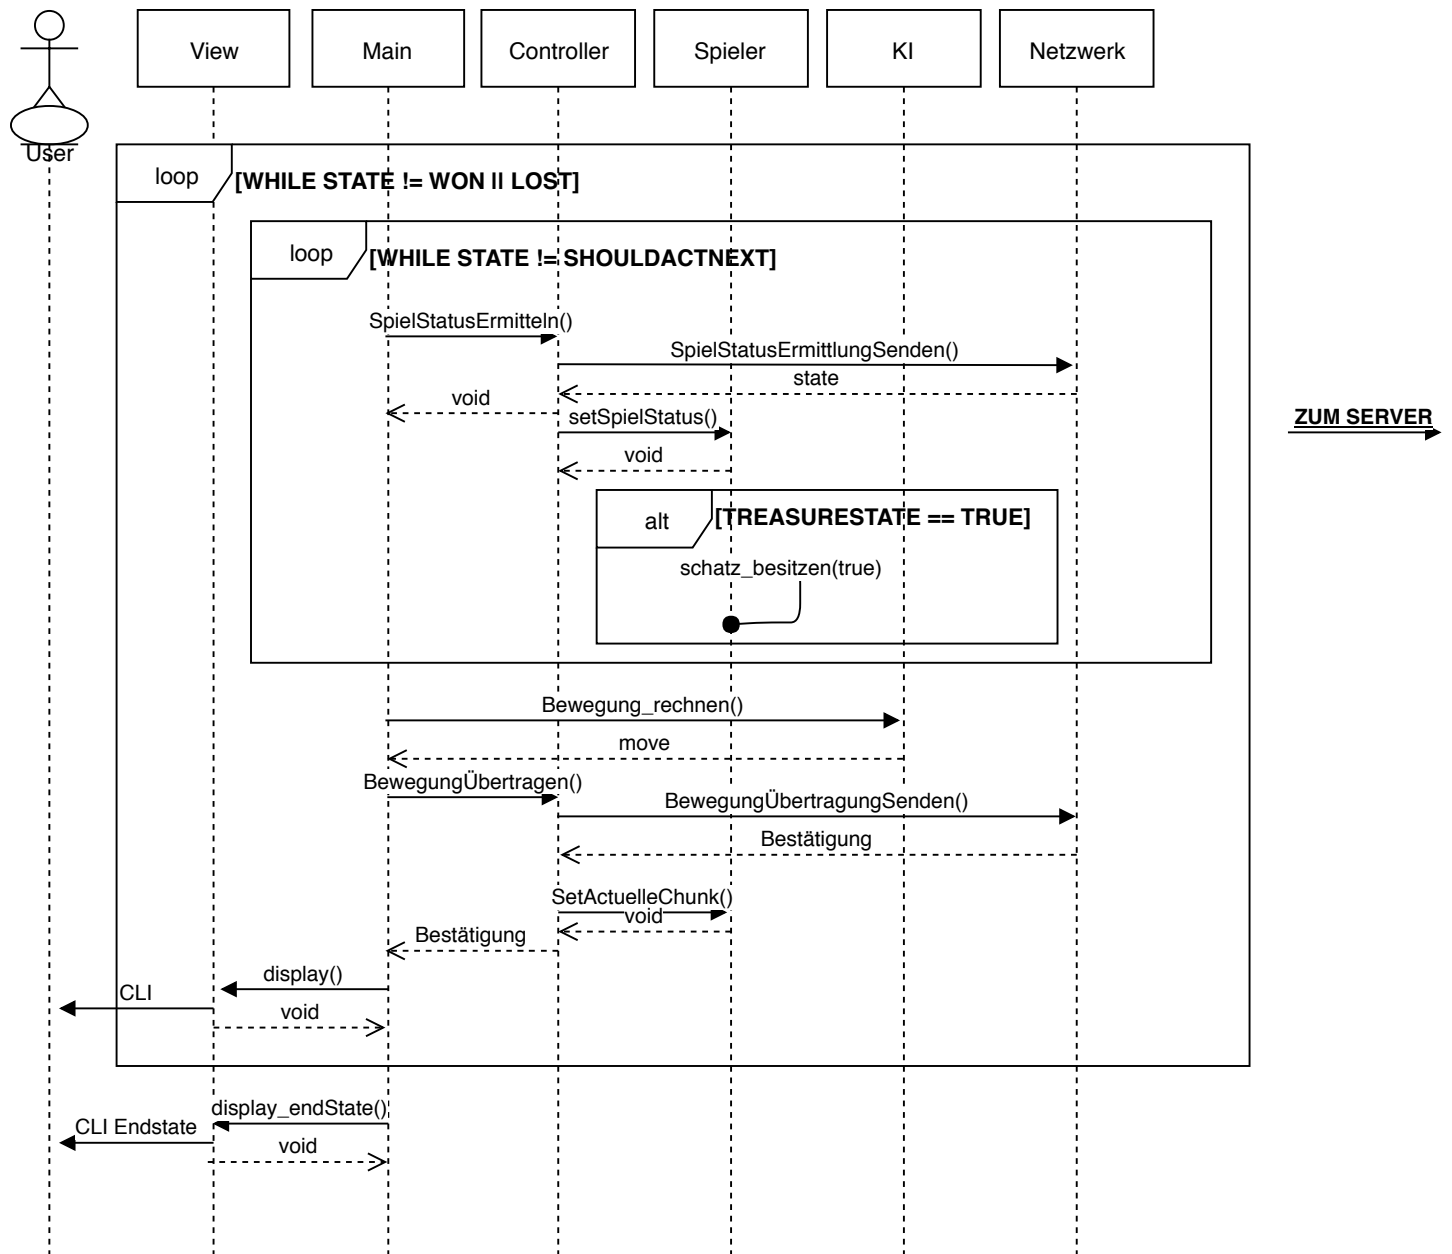 View
Main
Controller
Spieler
KI
Netzwerk
User
loop
[WHILE STATE != WON || LOST]
loop
[WHILE STATE != SHOULDACTNEXT]
SpielStatusErmitteln()
SpielStatusErmittlungSenden()
state
void
setSpielStatus()
ZUM SERVER
void
alt
[TREASURESTATE == TRUE]
schatz_besitzen(true)
Bewegung_rechnen()
move
BewegungÜbertragen()
BewegungÜbertragungSenden()
Bestätigung
SetActuelleChunk()
void
Bestätigung
display()
CLI
void
display_endState()
CLI Endstate
void